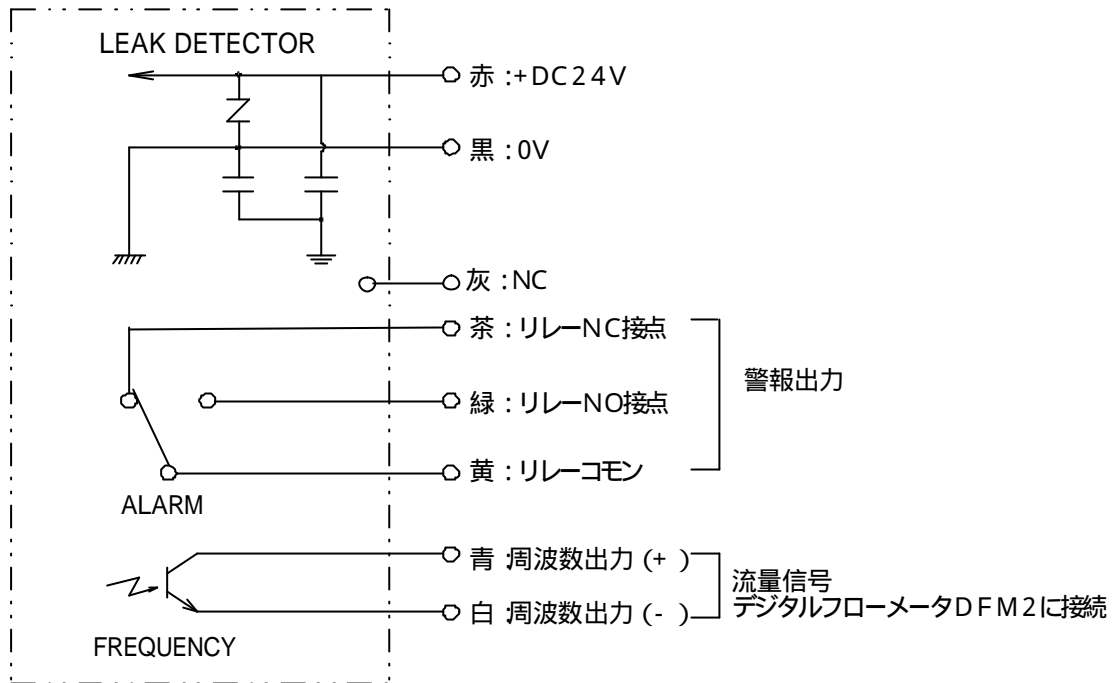 LEAK DETECTOR
赤 :+DC24V
黒 : 0V
灰 : NC
茶 : リレーNC接点
緑 : リレーNO接点
黄 : リレーコモン
警報出力
ALARM
青 :周波数出力 (+ )
白 :周波数出力 (- )
流量信号
デジタルフローメータDFM2に接続
FREQUENCY